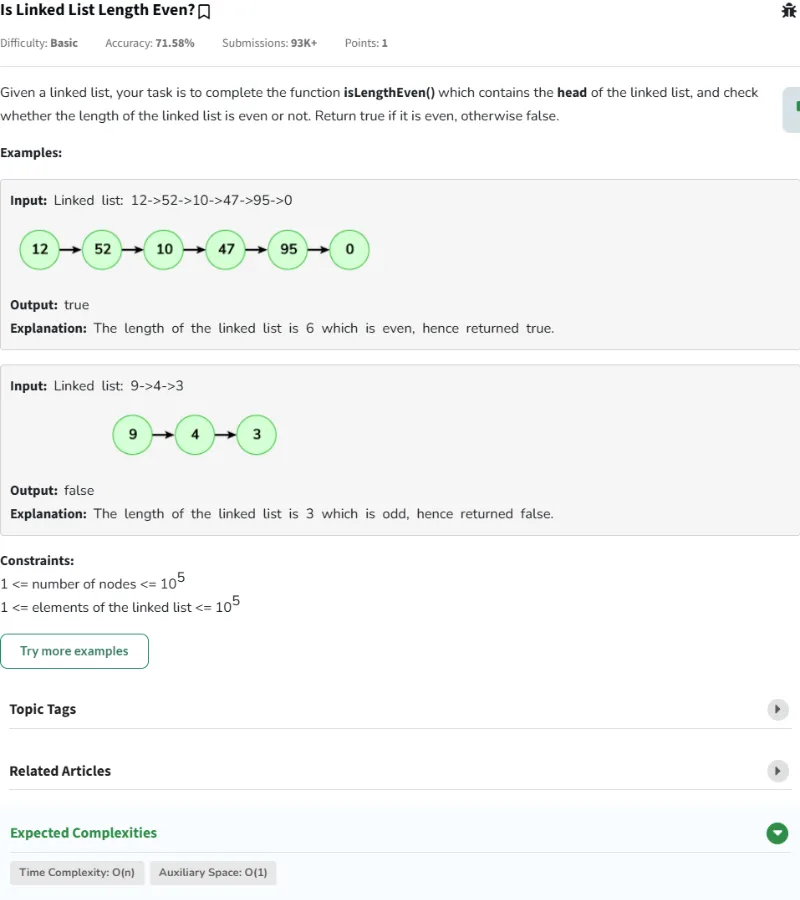 Is Linked List Length Even?
Difficulty: Basic Accuracy: 71.58% Submissions: 93K+ Points: 1
Given a linked list, your task is to complete the function isLengthEven() which contains the head of the linked list, and check
whether the length of the linked list is even or not. Return true if it is even, otherwise false.
Examples:
Input: Linked list: 12->52->10->47->95->0
12 52 10 47 95 0
Output: true
Explanation: The length of the linked list is 6 which is even, hence returned true.
Input: Linked list: 9->4->3
9 4 3
Output: false
Explanation: The length of the linked list is 3 which is odd, hence returned false.
Constraints:
1 <= number of nodes <= 10^5
1 <= elements of the linked list <= 10^5
Try more examples
Topic Tags
Related Articles
Expected Complexities
Time Complexity: O(n) Auxiliary Space: O(1)